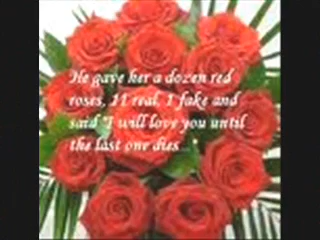 He gave her a dozen red
roses, 11 real, 1 fake and
said "I will love you until
the last one dies..."